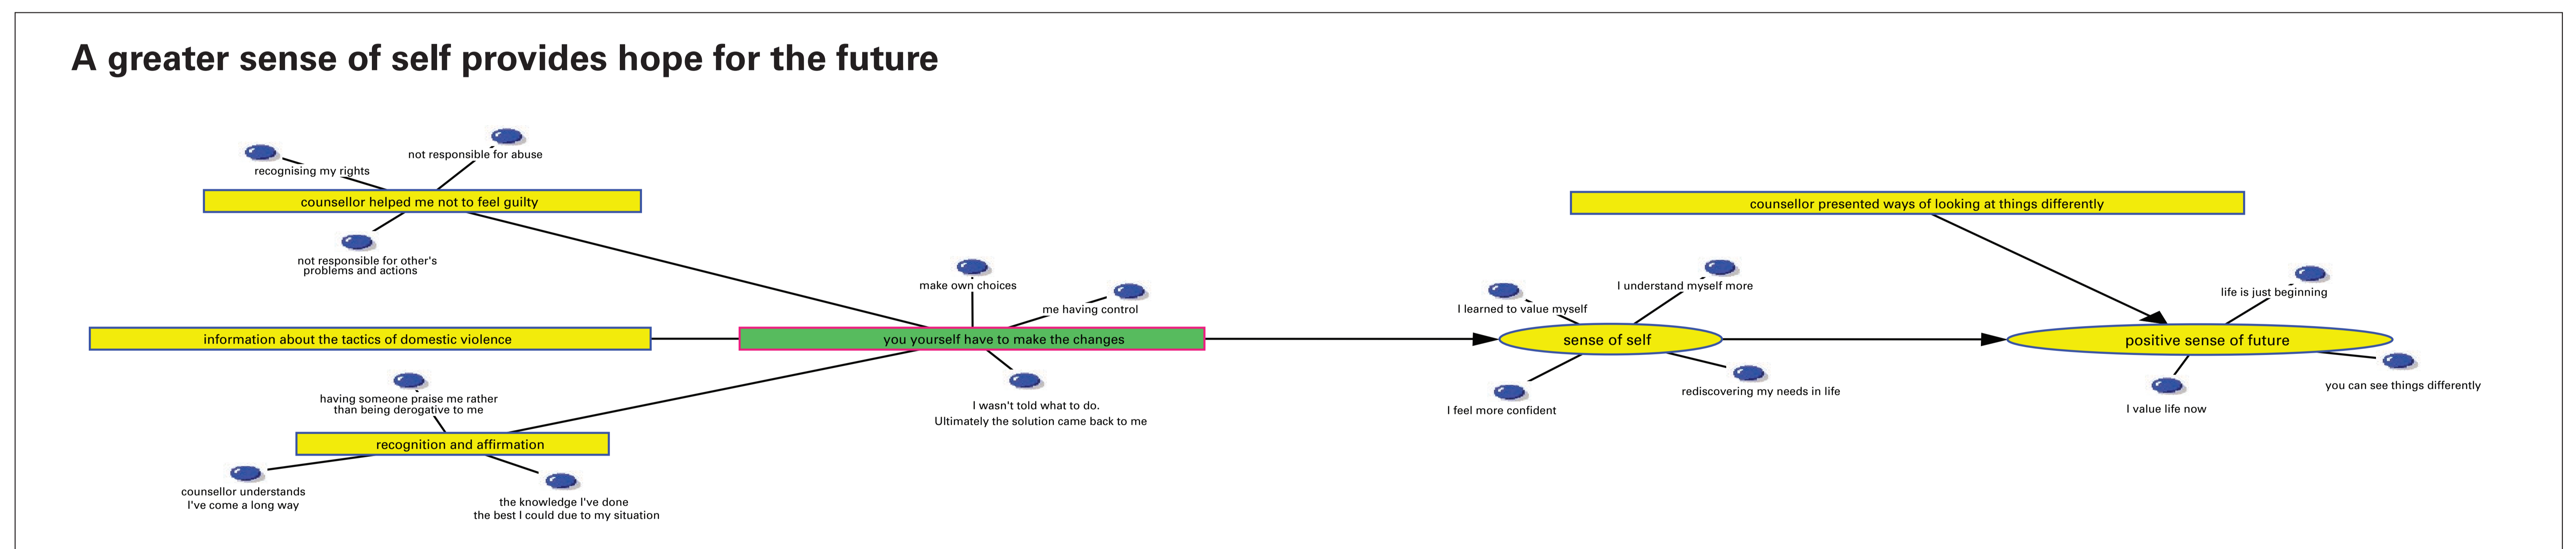 A greater sense of self provides hope for the future
not responsible for abuse
recognising my rights
counsellor helped me not to feel guilty
not responsible for other's
problems and actions
information about the tactics of domestic violence
having someone praise me rather
than being derogative to me
recognition and affirmation
counsellor understands
I've come a long way
the knowledge I've done
the best I could due to my situation
make own choices
me having control
you yourself have to make the changes
I wasn't told what to do.
Ultimately the solution came back to me
I understand myself more
I learned to value myself
sense of self
rediscovering my needs in life
I feel more confident
counsellor presented ways of looking at things differently
life is just beginning
positive sense of future
you can see things differently
I value life now